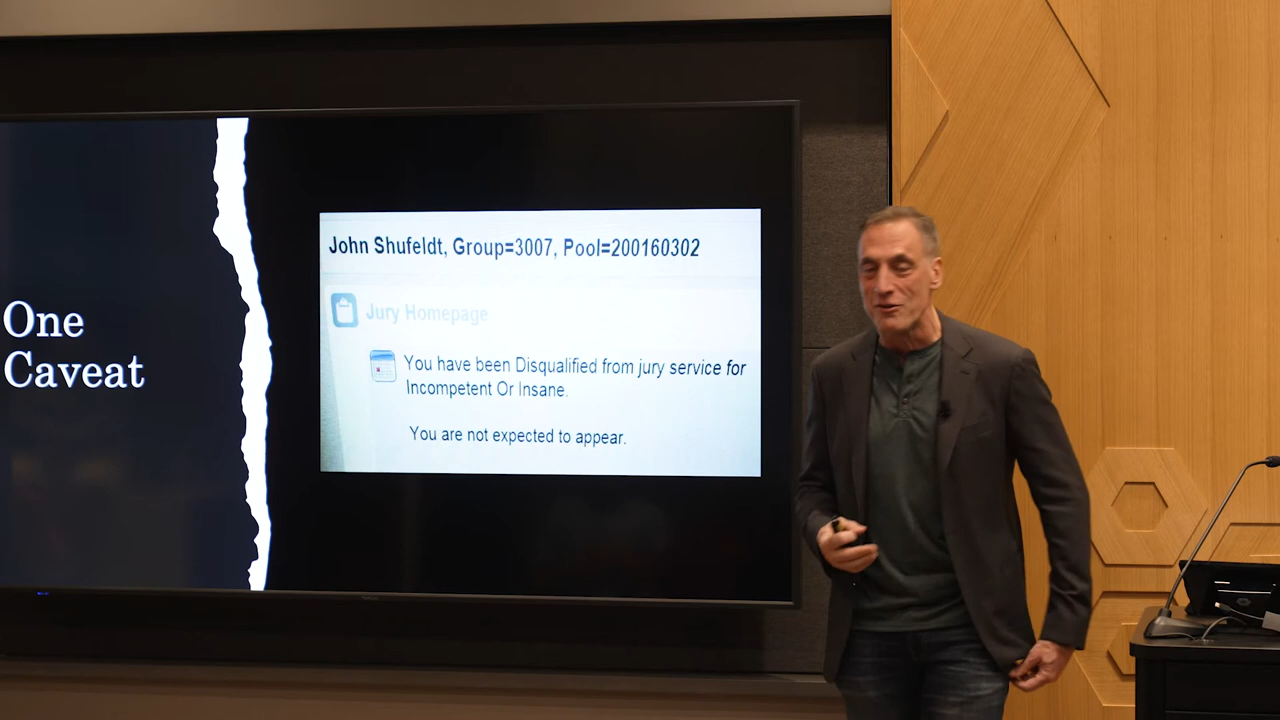 One
Caveat
John Shufeldt, Group=3007, Pool=200160302
Jury Homepage
You have been Disqualified from jury service for
Incompetent Or Insane.
You are not expected to appear.